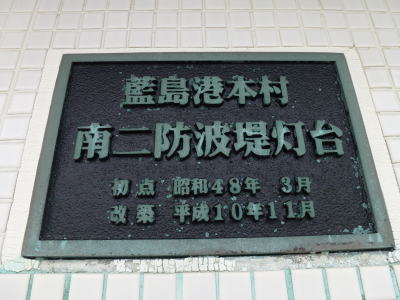 藍島港本村
南二防波堤灯台
初点 昭和48年 3月
改築 平成10年11月